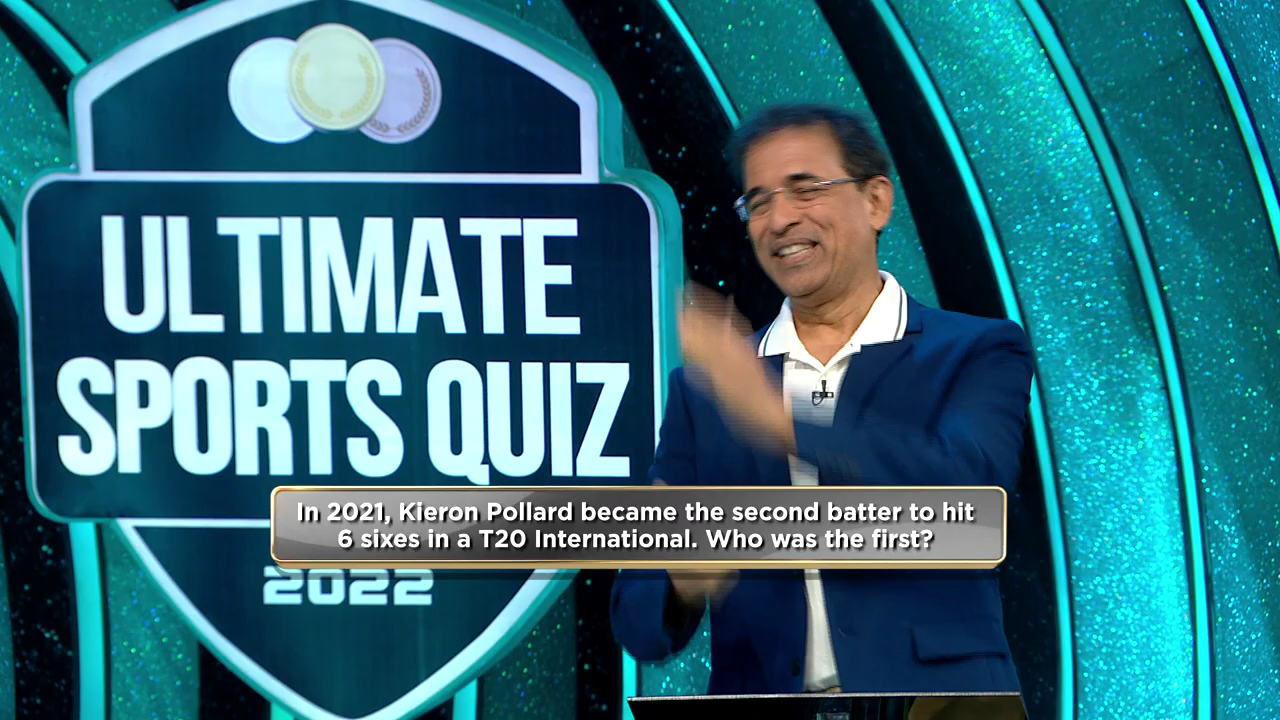 ULTIMATE
SPORTS QUIZ
In 2021, Kieron Pollard became the second batter to hit
6 sixes in a T20 International. Who was the first?
2022